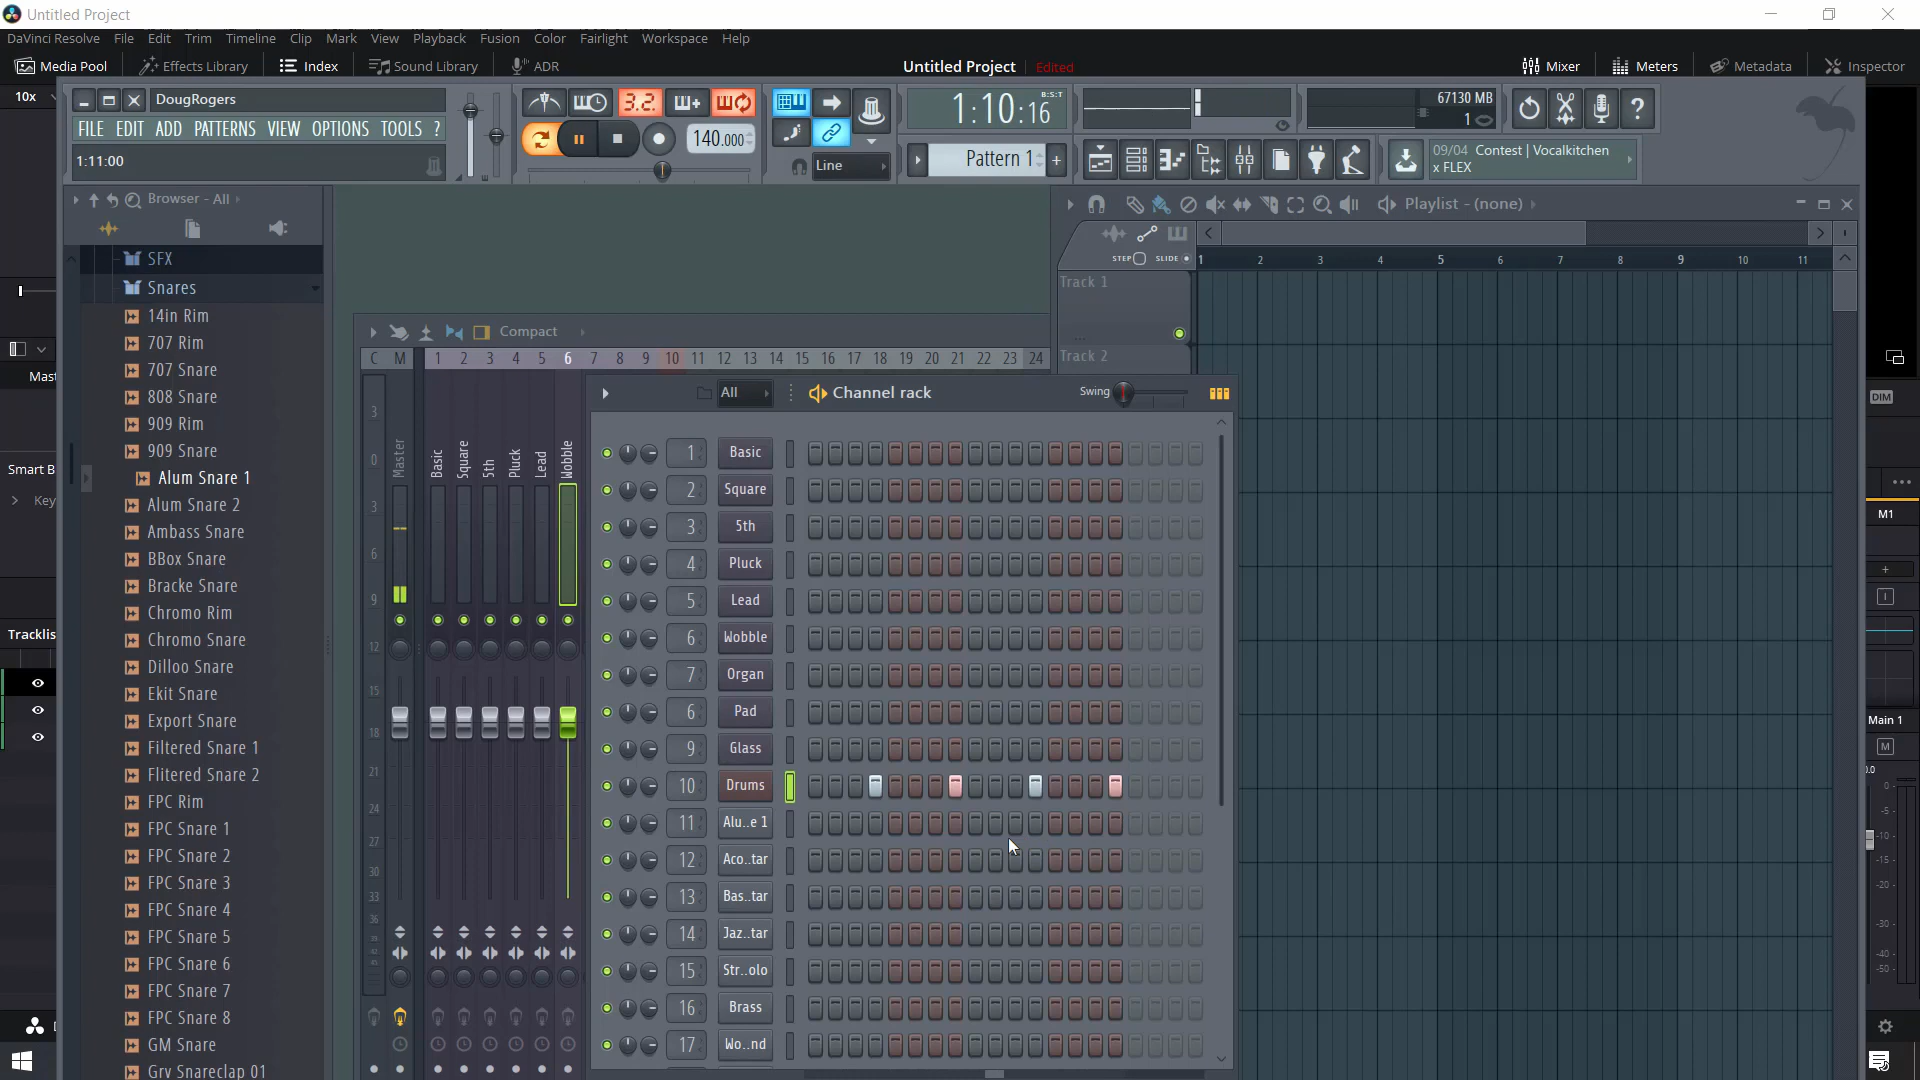 Untitled Project
DaVinci Resolve File Edit Trim Timeline Clip Mark View Playback Fusion Color Fairlight Workspace Help
Media Pool Effects Library Index Sound Library ADR Untitled Project Edited Mixer Meters Metadata Inspector
10x
DougRogers
FILE EDIT ADD PATTERNS VIEW OPTIONS TOOLS ?
1:11:00
3.2.
140.000
Line
1:10:16
B:S:T
Pattern 1
67130 MB
1
09/04 Contest | Vocalkitchen
x FLEX
Browser - All
SFX
Snares
14in Rim
707 Rim
707 Snare
808 Snare
909 Rim
909 Snare
Alum Snare 1
Alum Snare 2
Ambass Snare
BBox Snare
Bracke Snare
Chromo Rim
Chromo Snare
Dilloo Snare
Ekit Snare
Export Snare
Filtered Snare 1
Flitered Snare 2
FPC Rim
FPC Snare 1
FPC Snare 2
FPC Snare 3
FPC Snare 4
FPC Snare 5
FPC Snare 6
FPC Snare 7
FPC Snare 8
GM Snare
Grv Snareclap 01
Mast
Smart B
Key
Tracklis
Compact
C M 1 2 3 4 5 6 7 8 9 10 11 12 13 14 15 16 17 18 19 20 21 22 23 24
Master
Basic
Square
5th
Pluck
Lead
Wobble
3
0
3
6
9
12
15
18
21
24
27
30
33
36
All
Channel rack
Swing
1 Basic
2 Square
3 5th
4 Pluck
5 Lead
6 Wobble
7 Organ
6 Pad
9 Glass
10 Drums
11 Alu..e 1
12 Aco..tar
13 Bas..tar
14 Jaz..tar
15 Str..olo
16 Brass
17 Wo..nd
Playlist - (none)
STEP SLIDE
1 2 3 4 5 6 7 8 9 10 11
Track 1
Track 2
DIM
M1
Main 1
M
0.0
0
-5
-10
-15
-20
-30
-40
-50